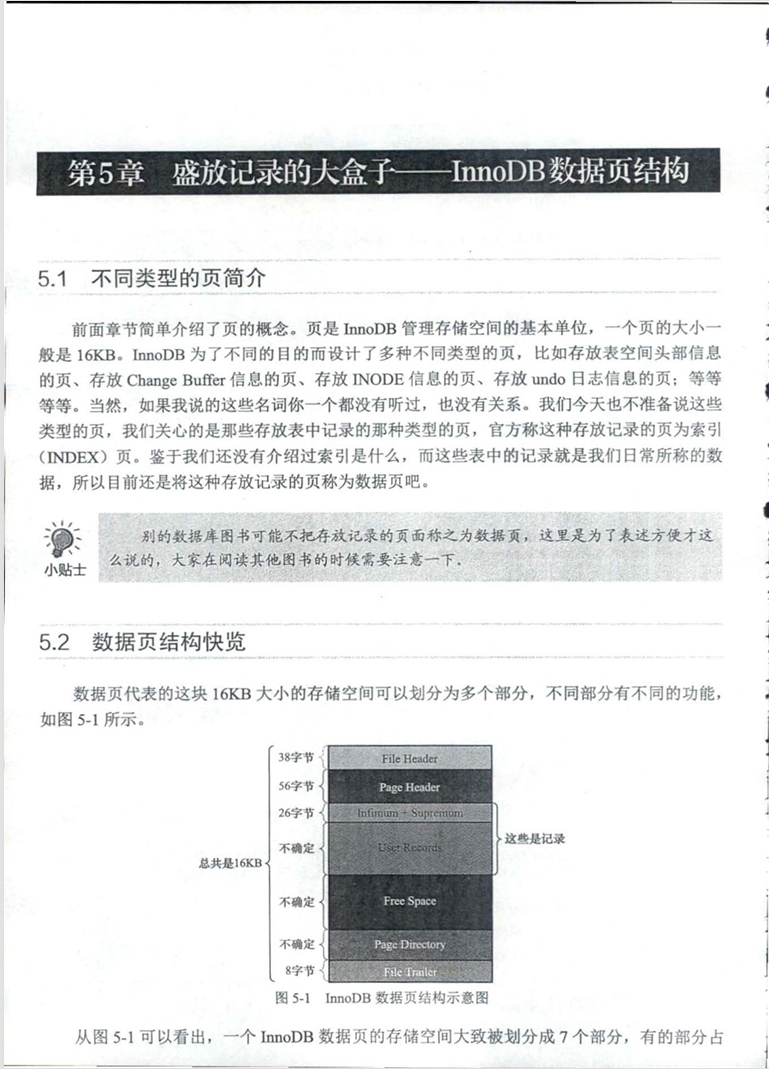 第5章 盛放记录的大盒子——InnoDB数据页结构
5.1 不同类型的页简介
前面章节简单介绍了页的概念。页是 InnoDB 管理存储空间的基本单位，一个页的大小一
般是 16KB。InnoDB 为了不同的目的而设计了多种不同类型的页，比如存放表空间头部信息
的页、存放 Change Buffer 信息的页、存放 INODE 信息的页、存放 undo 日志信息的页；等等
等等。当然，如果我说的这些名词你一个都没有听过，也没有关系。我们今天也不准备说这些
类型的页，我们关心的是那些存放表中记录的那种类型的页，官方称这种存放记录的页为索引
（INDEX）页。鉴于我们还没有介绍过索引是什么，而这些表中的记录就是我们日常所称的数
据，所以目前还是将这种存放记录的页称为数据页吧。
别的数据库图书可能不把存放记录的页面称之为数据页，这里是为了表述方便才这
么说的，大家在阅读其他图书的时候需要注意一下。
小贴士
5.2 数据页结构快览
数据页代表的这块 16KB 大小的存储空间可以划分为多个部分，不同部分有不同的功能，
如图 5-1 所示。
38字节 File Header
56字节 Page Header
26字节 Infimum + Supremum
这些是记录
不确定 User Records
总共是16KB
不确定 Free Space
不确定 Page Directory
8字节 File Trailer
图 5-1 InnoDB 数据页结构示意图
从图 5-1 可以看出，一个 InnoDB 数据页的存储空间大致被划分成 7 个部分，有的部分占